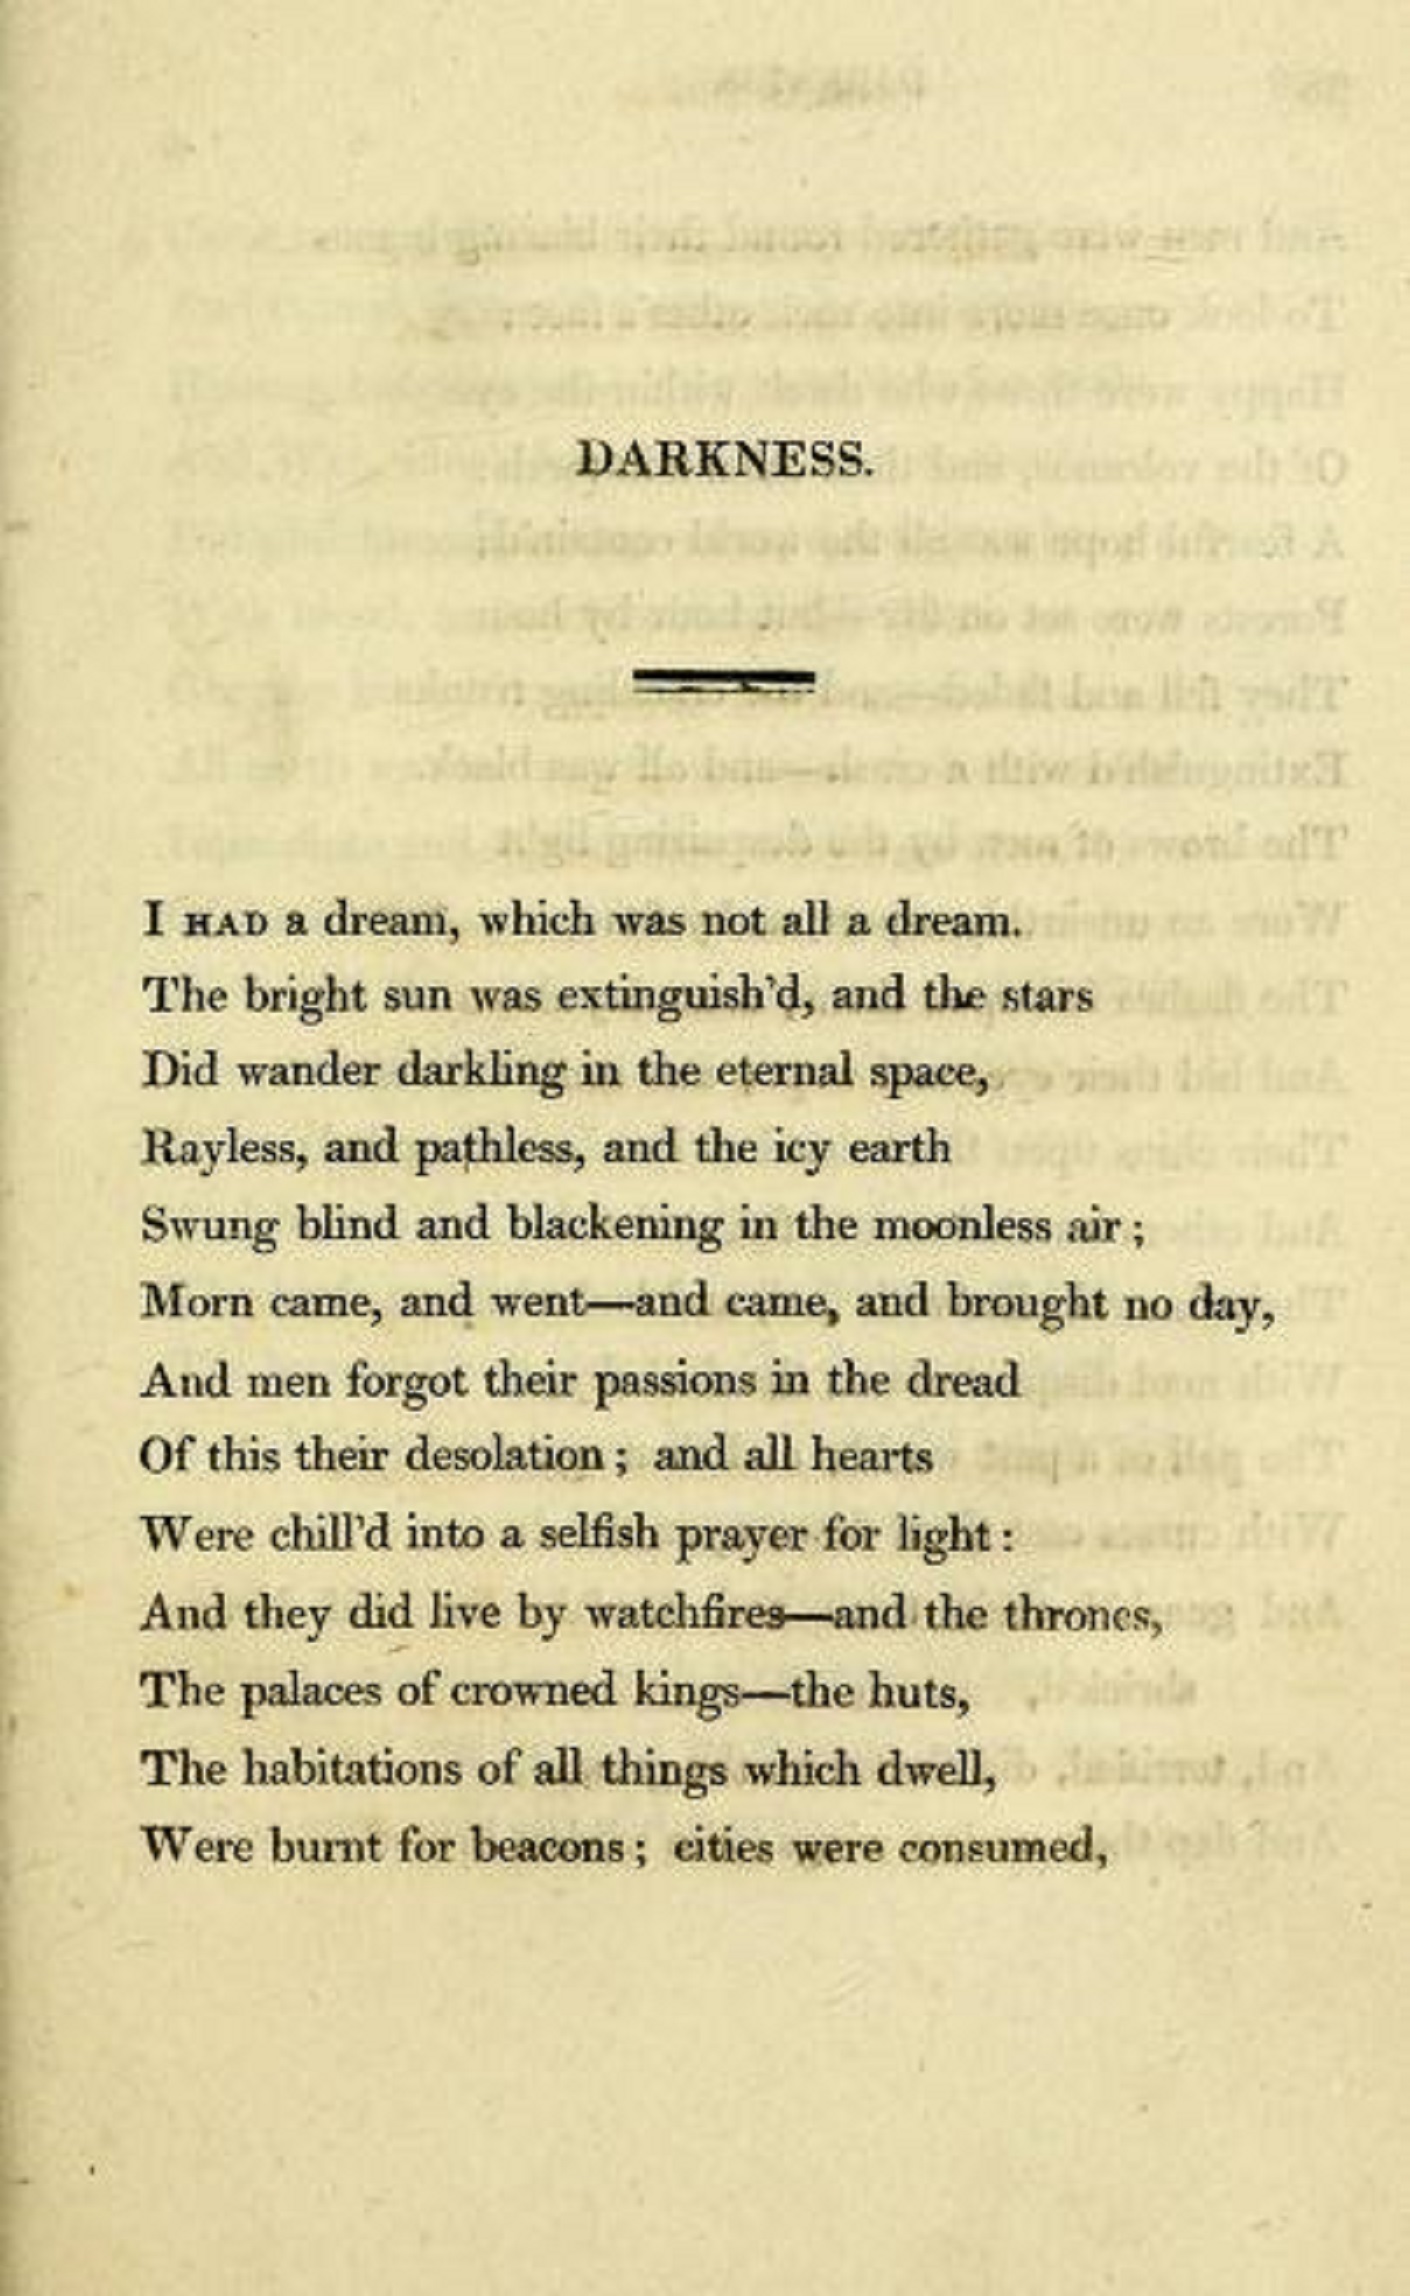 DARKNESS.
I HAD a dream, which was not all a dream.
The bright sun was extinguish'd, and the stars
Did wander darkling in the eternal space,
Rayless, and pathless, and the icy earth
Swung blind and blackening in the moonless air;
Morn came, and went—and came, and brought no day,
And men forgot their passions in the dread
Of this their desolation; and all hearts
Were chill'd into a selfish prayer for light:
And they did live by watchfires—and the thrones,
The palaces of crowned kings—the huts,
The habitations of all things which dwell,
Were burnt for beacons; cities were consumed,